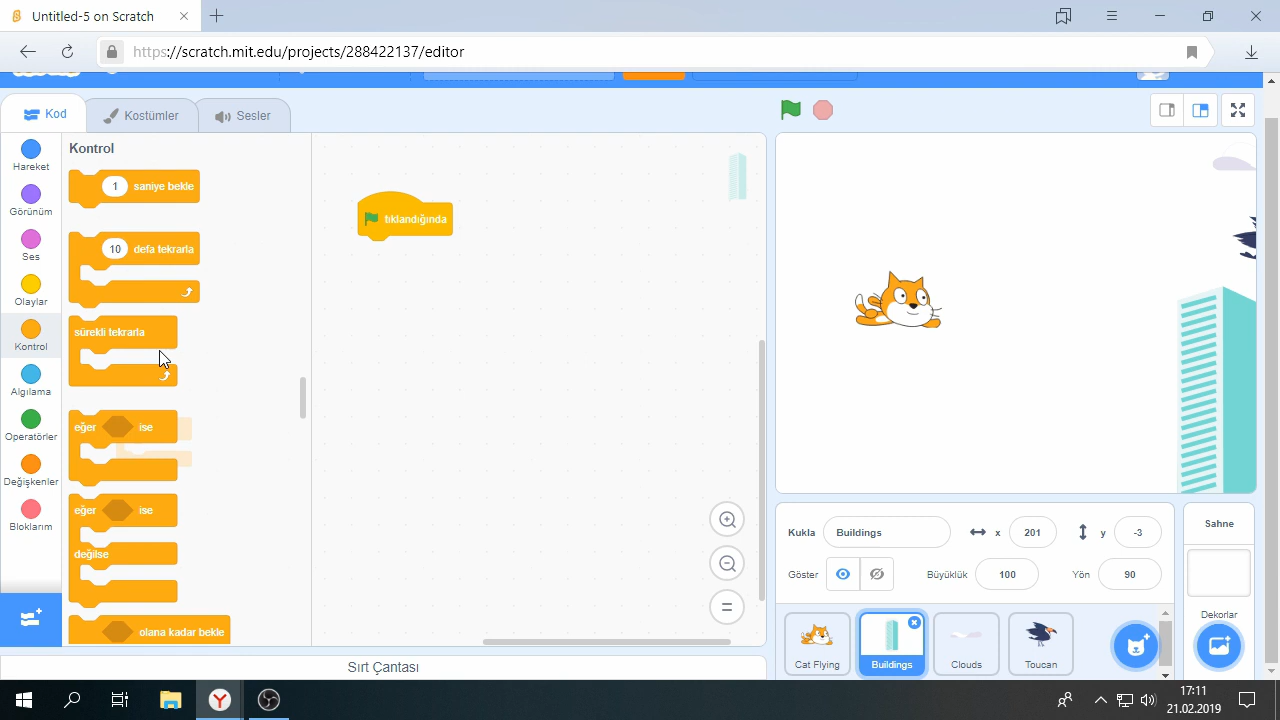 Untitled-5 on Scratch
https://scratch.mit.edu/projects/288422137/editor
Kod
Kostümler
Sesler
Hareket
Görünüm
Ses
Olaylar
Kontrol
Algılama
Operatörler
Değişkenler
Bloklarım
Kontrol
1 saniye bekle
10 defa tekrarla
sürekli tekrarla
eğer ise
eğer ise
değilse
olana kadar bekle
tıklandığında
Sırt Çantası
Kukla Buildings x 201 y -3
Göster Büyüklük 100 Yön 90
Cat Flying
Buildings
Clouds
Toucan
Sahne
Dekorlar
17:11
21.02.2019